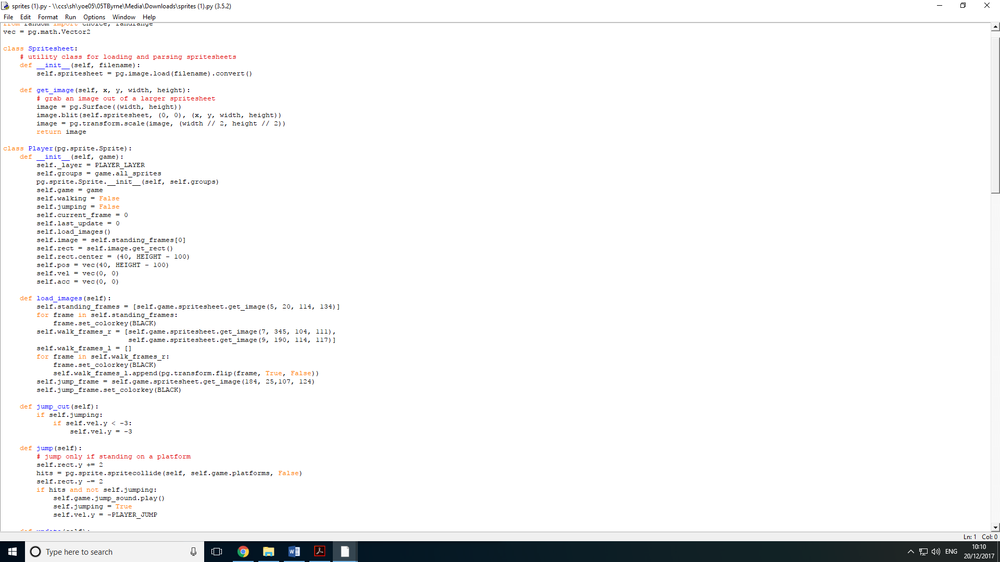 sprites (1).py - \\ccs\sh\yoe05\05TByrne\Media\Downloads\sprites (1).py (3.5.2)
File Edit Format Run Options Window Help
from random import choice, randrange
vec = pg.math.Vector2
class Spritesheet:
    # utility class for loading and parsing spritesheets
    def __init__(self, filename):
        self.spritesheet = pg.image.load(filename).convert()
    def get_image(self, x, y, width, height):
        # grab an image out of a larger spritesheet
        image = pg.Surface((width, height))
        image.blit(self.spritesheet, (0, 0), (x, y, width, height))
        image = pg.transform.scale(image, (width // 2, height // 2))
        return image
class Player(pg.sprite.Sprite):
    def __init__(self, game):
        self._layer = PLAYER_LAYER
        self.groups = game.all_sprites
        pg.sprite.Sprite.__init__(self, self.groups)
        self.game = game
        self.walking = False
        self.jumping = False
        self.current_frame = 0
        self.last_update = 0
        self.load_images()
        self.image = self.standing_frames[0]
        self.rect = self.image.get_rect()
        self.rect.center = (40, HEIGHT - 100)
        self.pos = vec(40, HEIGHT - 100)
        self.vel = vec(0, 0)
        self.acc = vec(0, 0)
    def load_images(self):
        self.standing_frames = [self.game.spritesheet.get_image(5, 20, 114, 134)]
        for frame in self.standing_frames:
            frame.set_colorkey(BLACK)
        self.walk_frames_r = [self.game.spritesheet.get_image(7, 345, 104, 111),
                              self.game.spritesheet.get_image(9, 190, 114, 117)]
        self.walk_frames_l = []
        for frame in self.walk_frames_r:
            frame.set_colorkey(BLACK)
            self.walk_frames_l.append(pg.transform.flip(frame, True, False))
        self.jump_frame = self.game.spritesheet.get_image(184, 25,107, 124)
        self.jump_frame.set_colorkey(BLACK)
    def jump_cut(self):
        if self.jumping:
            if self.vel.y < -3:
                self.vel.y = -3
    def jump(self):
        # jump only if standing on a platform
        self.rect.y += 2
        hits = pg.sprite.spritecollide(self, self.game.platforms, False)
        self.rect.y -= 2
        if hits and not self.jumping:
            self.game.jump_sound.play()
            self.jumping = True
            self.vel.y = -PLAYER_JUMP
    def update(self):
Ln: 1 Col: 0
Type here to search
ENG
10:10
20/12/2017